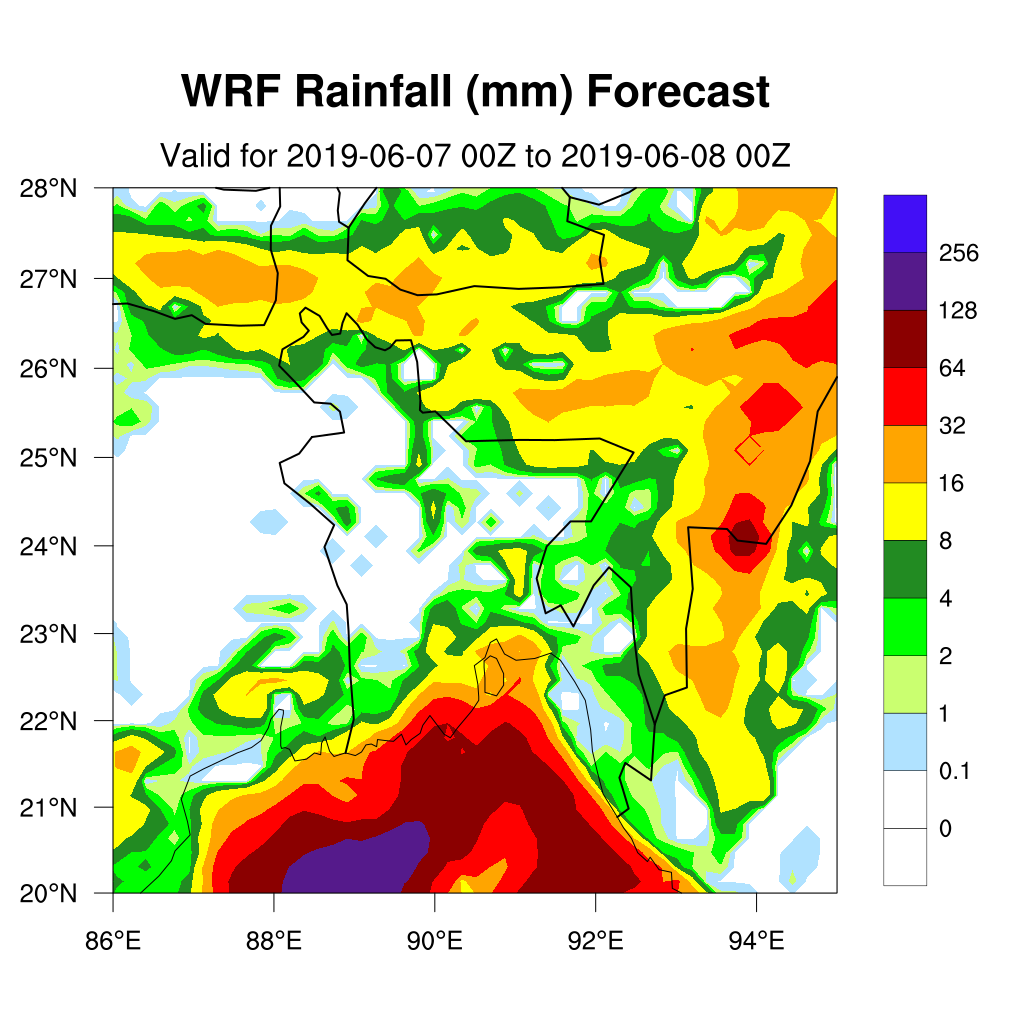 WRF Rainfall (mm) Forecast
Valid for 2019-06-07 00Z to 2019-06-08 00Z
28°N
27°N
26°N
25°N
24°N
23°N
22°N
21°N
20°N
86°E 88°E 90°E 92°E 94°E
256
128
64
32
16
8
4
2
1
0.1
0